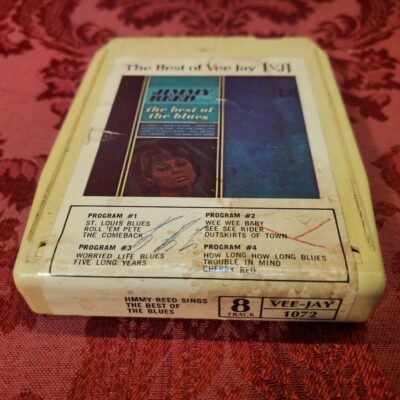 The Best of Vee Jay VJ
JIMMY
REED
the best of
the blues
PROGRAM #1
ST. LOUIS BLUES
ROLL 'EM PETE
THE COMEBACK
PROGRAM #2
WEE WEE BABY
SEE SEE RIDER
OUTSKIRTS OF TOWN
PROGRAM #3
WORRIED LIFE BLUES
FIVE LONG YEARS
PROGRAM #4
HOW LONG HOW LONG BLUES
TROUBLE IN MIND
CHERRY RED
JIMMY REED SINGS
THE BEST OF
THE BLUES
8
TRACK
VEE-JAY
1072